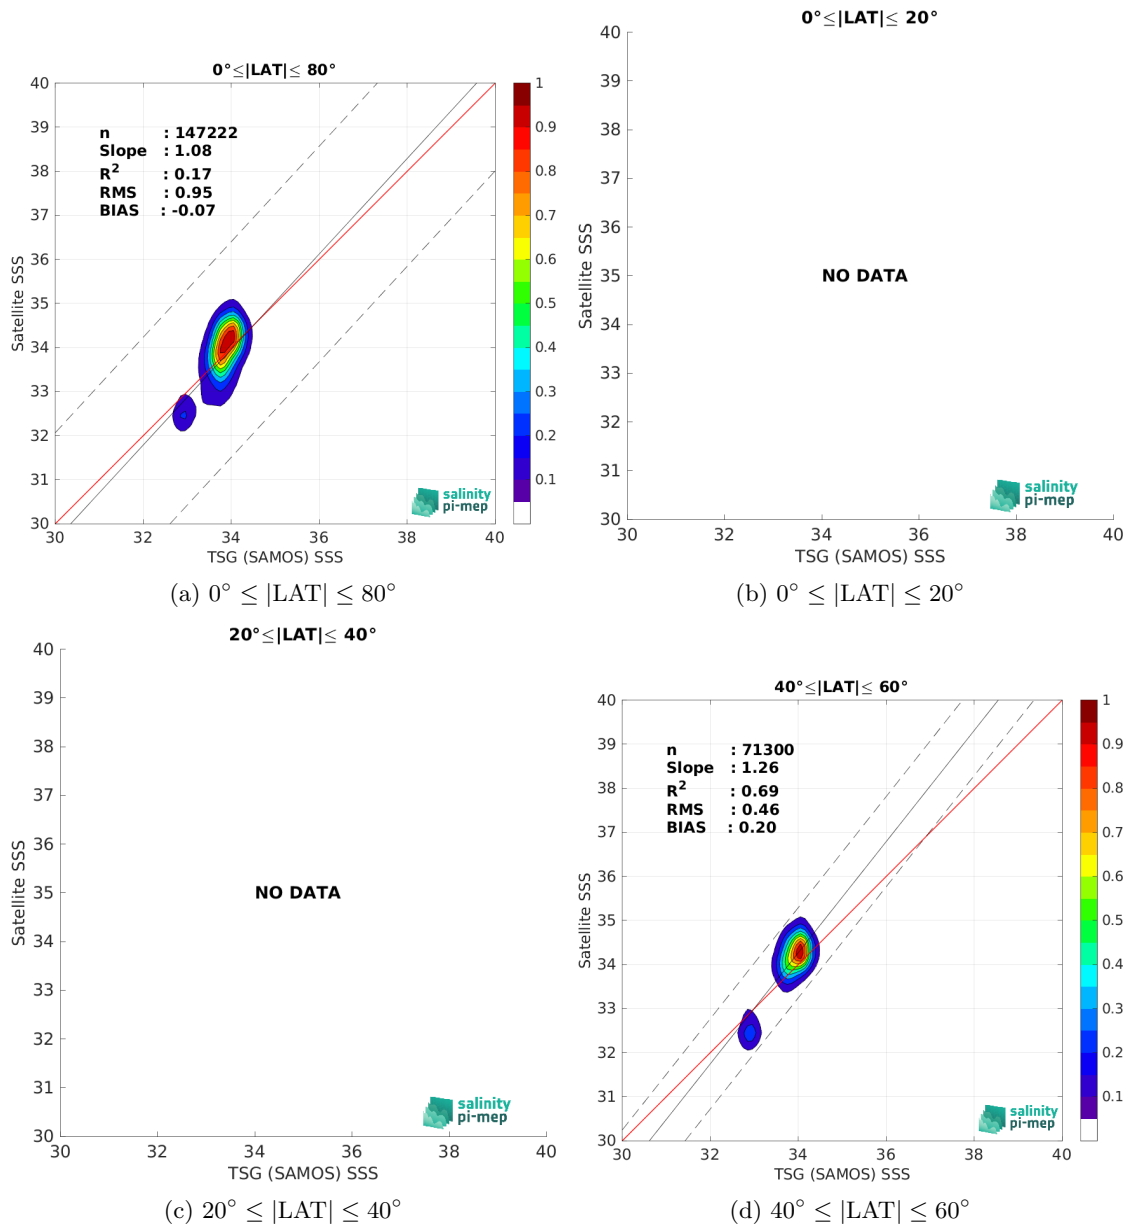 0°≤|LAT|≤ 80°
40
39
38
37
36
35
34
33
32
31
30
Satellite SSS
n : 147222
Slope : 1.08
R² : 0.17
RMS : 0.95
BIAS : -0.07
salinity
pi-mep
30 32 34 36 38 40
TSG (SAMOS) SSS
1
0.9
0.8
0.7
0.6
0.5
0.4
0.3
0.2
0.1
(a) 0° ≤ |LAT| ≤ 80°
0°≤|LAT|≤ 20°
40
39
38
37
36
35
34
33
32
31
30
Satellite SSS
NO DATA
salinity
pi-mep
30 32 34 36 38 40
TSG (SAMOS) SSS
(b) 0° ≤ |LAT| ≤ 20°
20°≤|LAT|≤ 40°
40
39
38
37
36
35
34
33
32
31
30
Satellite SSS
NO DATA
salinity
pi-mep
30 32 34 36 38 40
TSG (SAMOS) SSS
(c) 20° ≤ |LAT| ≤ 40°
40°≤|LAT|≤ 60°
40
39
38
37
36
35
34
33
32
31
30
Satellite SSS
n : 71300
Slope : 1.26
R² : 0.69
RMS : 0.46
BIAS : 0.20
salinity
pi-mep
30 32 34 36 38 40
TSG (SAMOS) SSS
1
0.9
0.8
0.7
0.6
0.5
0.4
0.3
0.2
0.1
(d) 40° ≤ |LAT| ≤ 60°